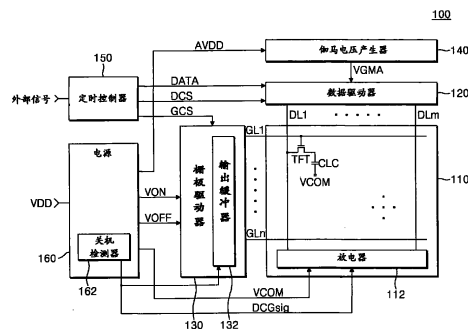 100
150
AVDD
伽马电压产生器
140
DATA
VGMA
外部信号
定时控制器
DCS
数据驱动器
120
GCS
DL1
DLm
电源
GL1
TFT
CLC
VCOM
110
VDD
VON
VOFF
栅极驱动器
输出缓冲器
GLn
关机
检测器
放电器
160
162
VCOM
130
132
112
DCGsig